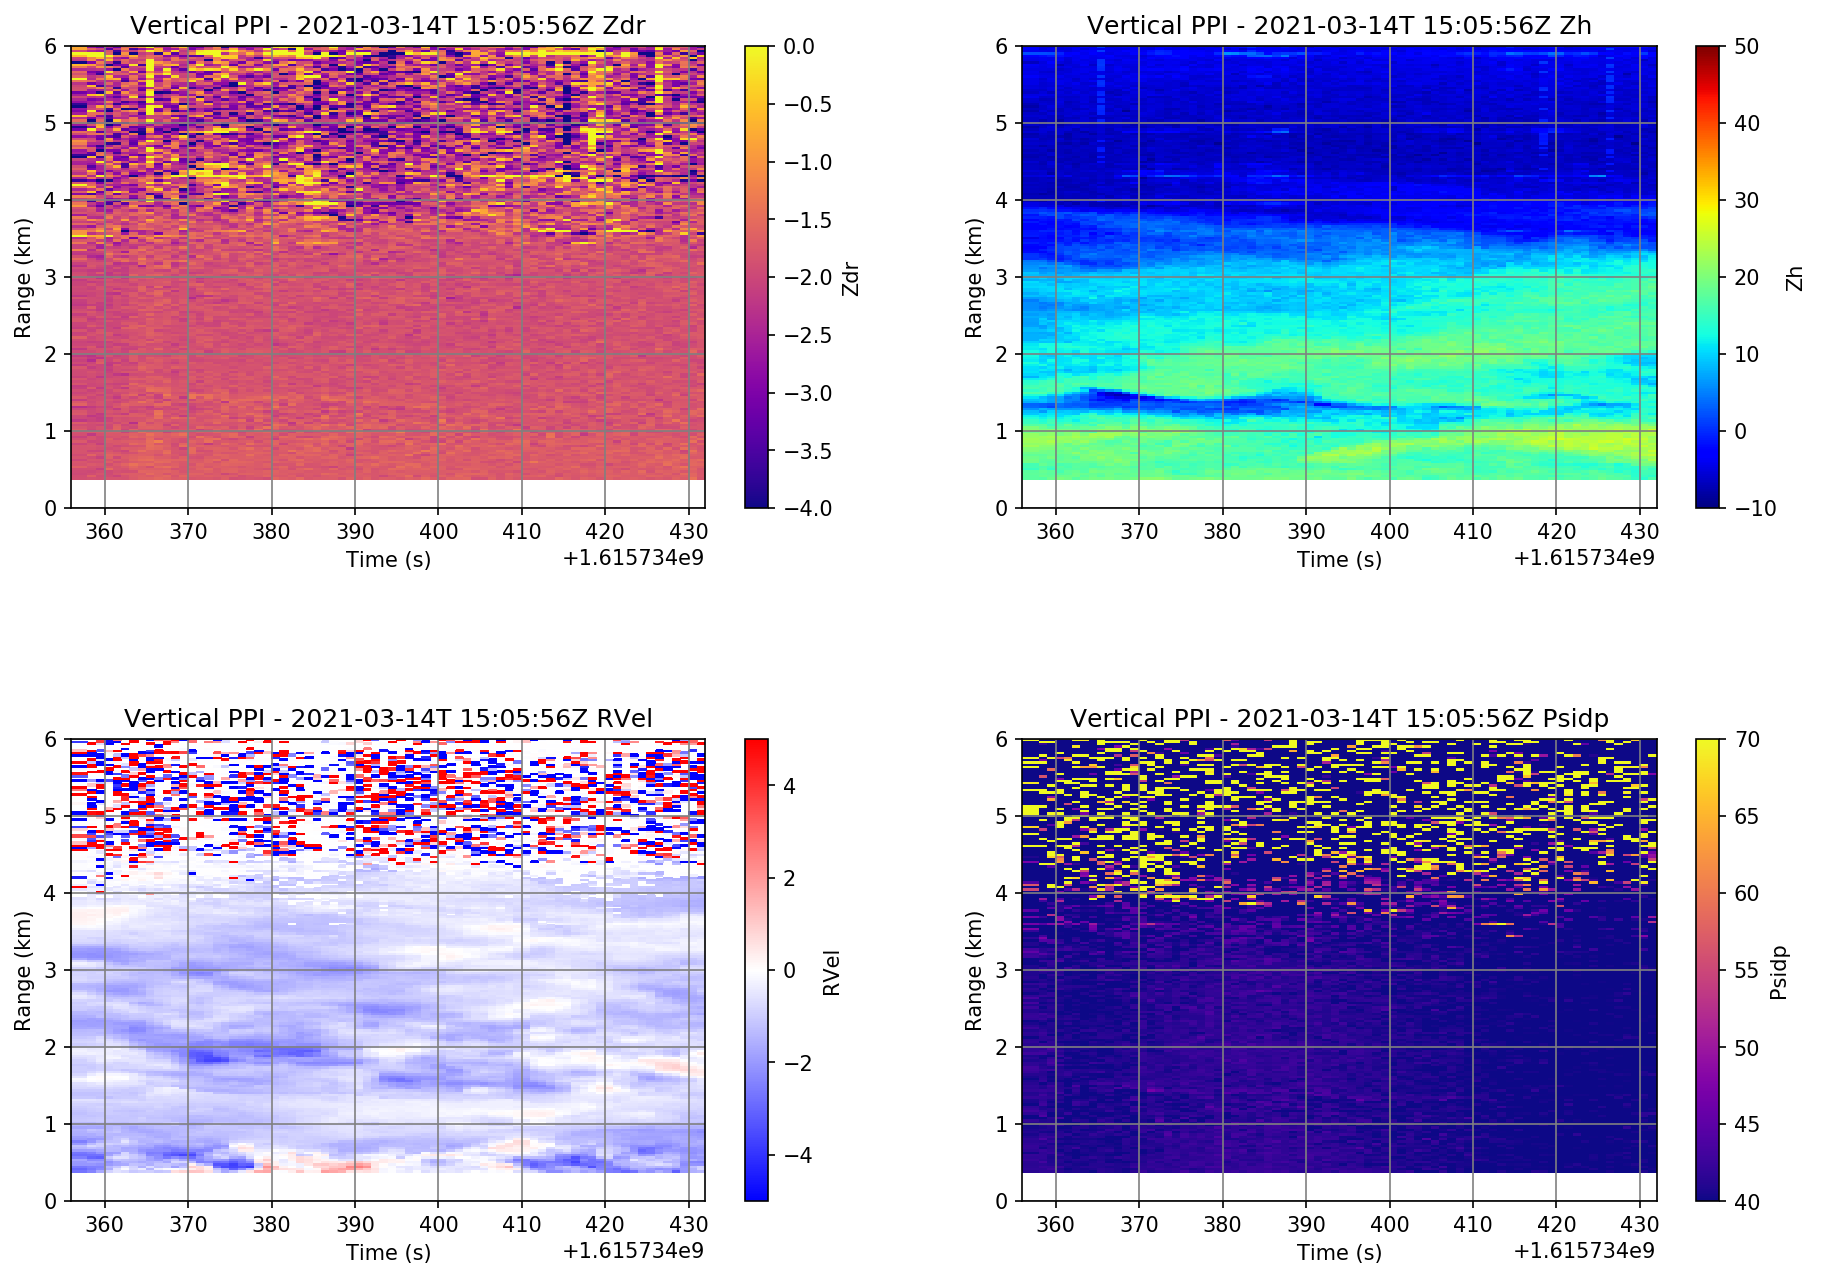 Vertical PPI - 2021-03-14T 15:05:56Z Zdr
6
5
4
3
2
1
0
Range (km)
360 370 380 390 400 410 420 430
Time (s)
+1.615734e9
0.0
−0.5
−1.0
−1.5
−2.0
−2.5
−3.0
−3.5
−4.0
Zdr
Vertical PPI - 2021-03-14T 15:05:56Z Zh
6
5
4
3
2
1
0
Range (km)
360 370 380 390 400 410 420 430
Time (s)
+1.615734e9
50
40
30
20
10
0
−10
Zh
Vertical PPI - 2021-03-14T 15:05:56Z RVel
6
5
4
3
2
1
0
Range (km)
360 370 380 390 400 410 420 430
Time (s)
+1.615734e9
4
2
0
−2
−4
RVel
Vertical PPI - 2021-03-14T 15:05:56Z Psidp
6
5
4
3
2
1
0
Range (km)
360 370 380 390 400 410 420 430
Time (s)
+1.615734e9
70
65
60
55
50
45
40
Psidp